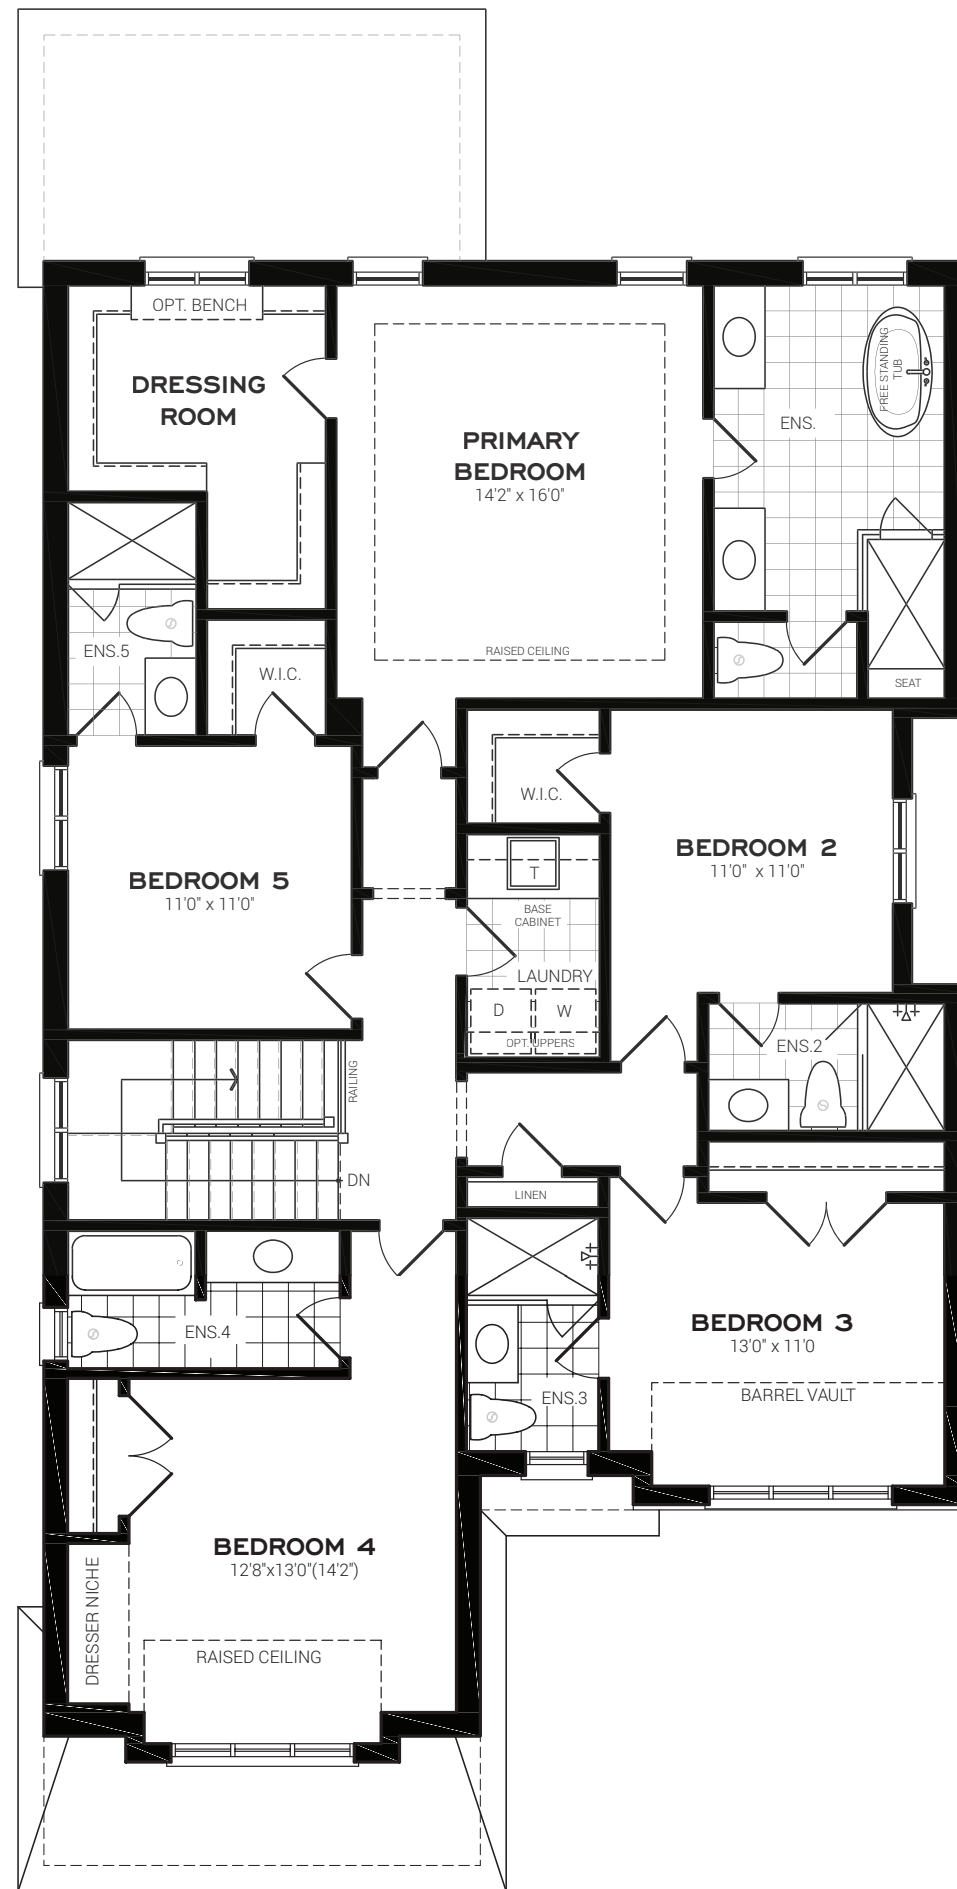 OPT. BENCH
DRESSING
ROOM
PRIMARY
BEDROOM
14'2" x 16'0"
RAISED CEILING
ENS.
FREE STANDING
TUB
SEAT
ENS.5
W.I.C.
W.I.C.
BEDROOM 2
11'0" x 11'0"
BEDROOM 5
11'0" x 11'0"
T
BASE
CABINET
LAUNDRY
D
W
OPT. UPPERS
ENS.2
RAILING
DN
LINEN
ENS.4
BEDROOM 3
13'0" x 11'0
BARREL VAULT
ENS.3
BEDROOM 4
12'8"x13'0"(14'2")
DRESSER NICHE
RAISED CEILING